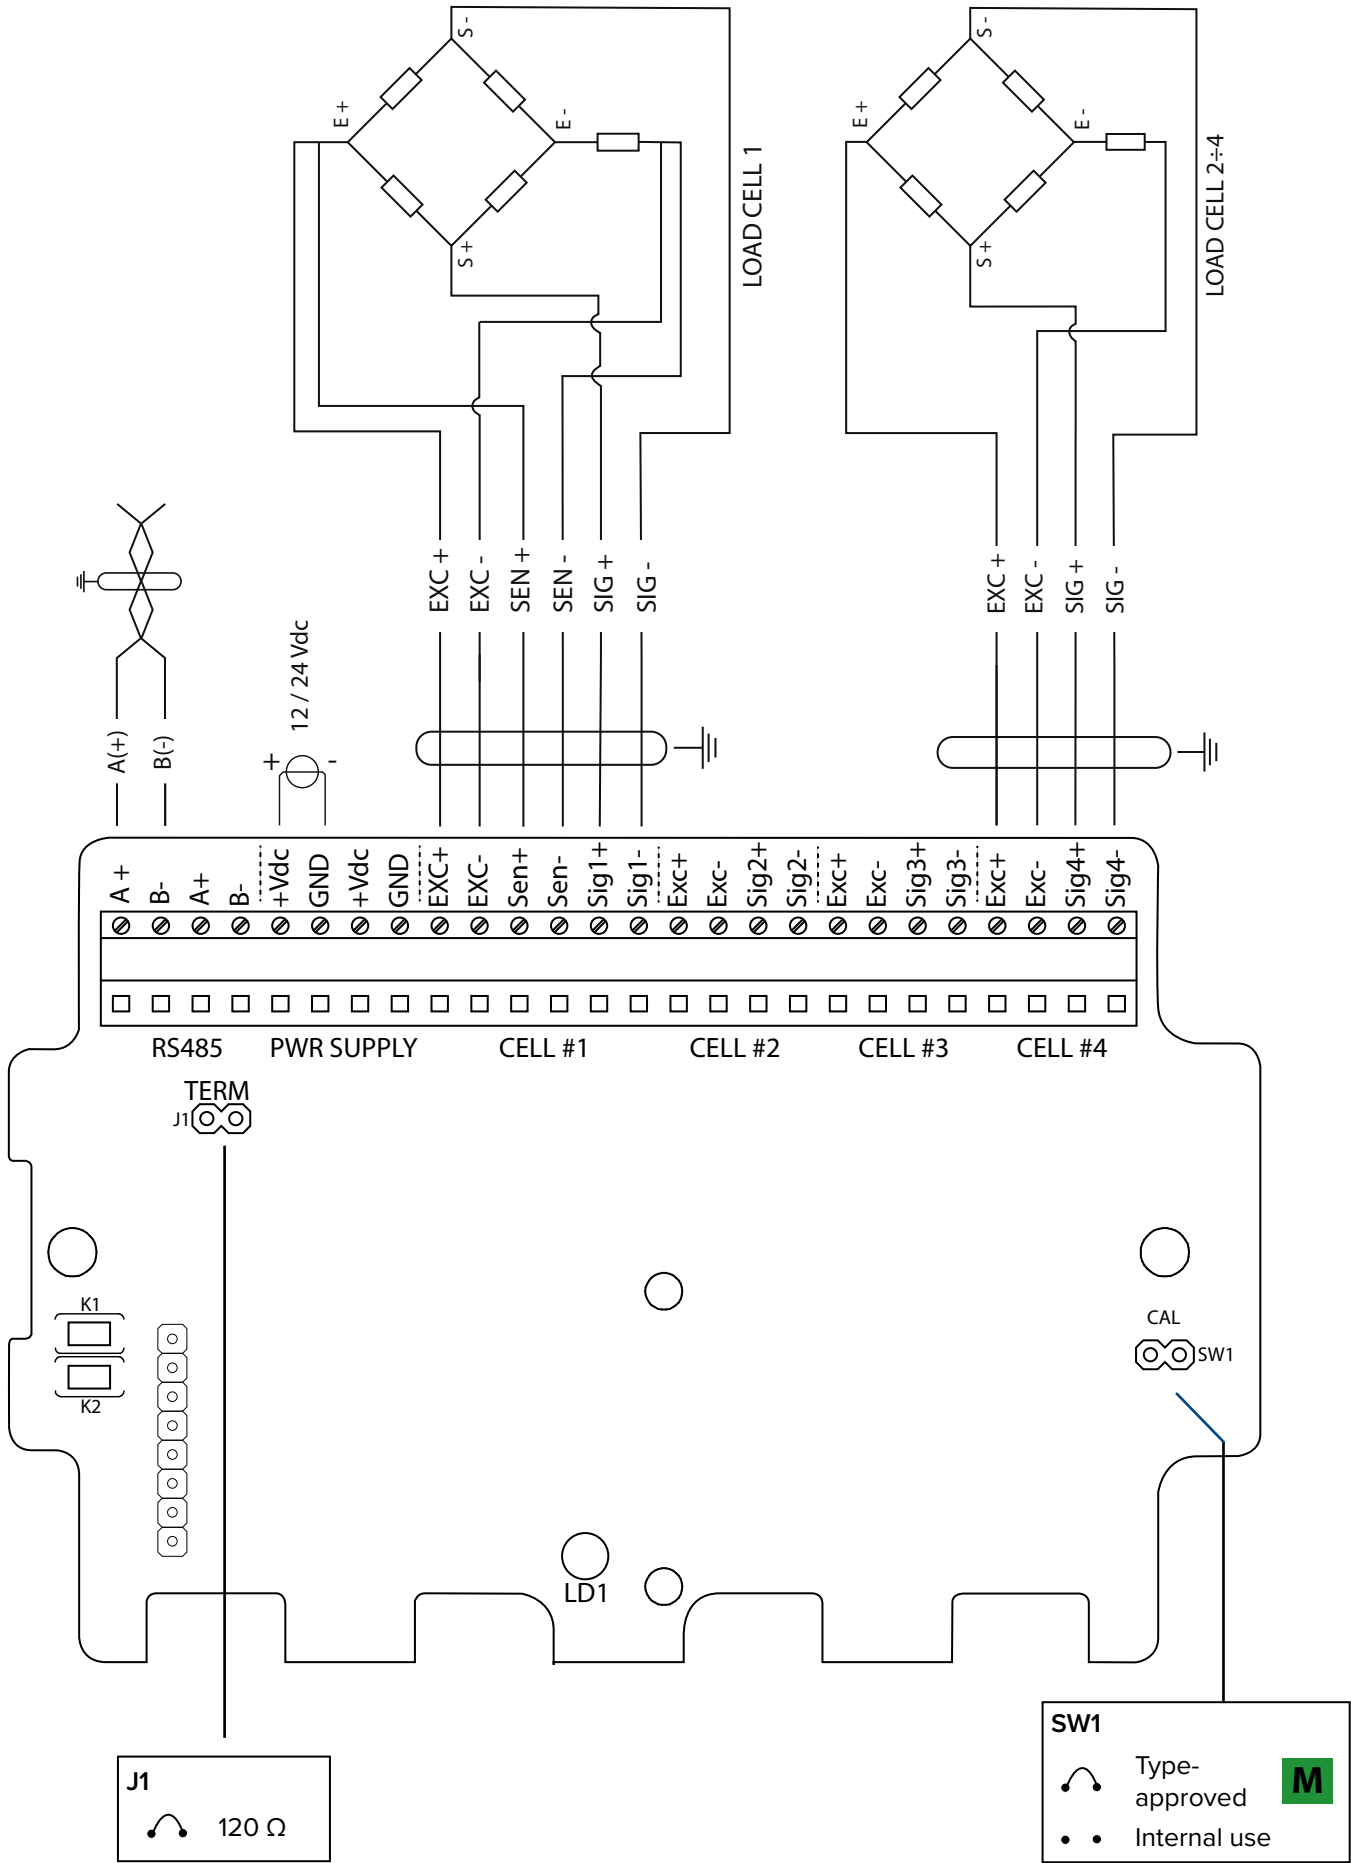 S -
E +
E -
S +
LOAD CELL 1
S -
E +
E -
S +
LOAD CELL 2÷4
A(+)
B(-)
+
-
12 / 24 Vdc
EXC +
EXC -
SEN +
SEN -
SIG +
SIG -
EXC +
EXC -
SIG +
SIG -
A +
B-
A+
B-
+Vdc
GND
+Vdc
GND
EXC+
EXC-
Sen+
Sen-
Sig1+
Sig1-
Exc+
Exc-
Sig2+
Sig2-
Exc+
Exc-
Sig3+
Sig3-
Exc+
Exc-
Sig4+
Sig4-
RS485
PWR SUPPLY
CELL #1
CELL #2
CELL #3
CELL #4
TERM
J1
K1
K2
CAL
SW1
LD1
J1
120 Ω
SW1
Type-
approved
M
Internal use